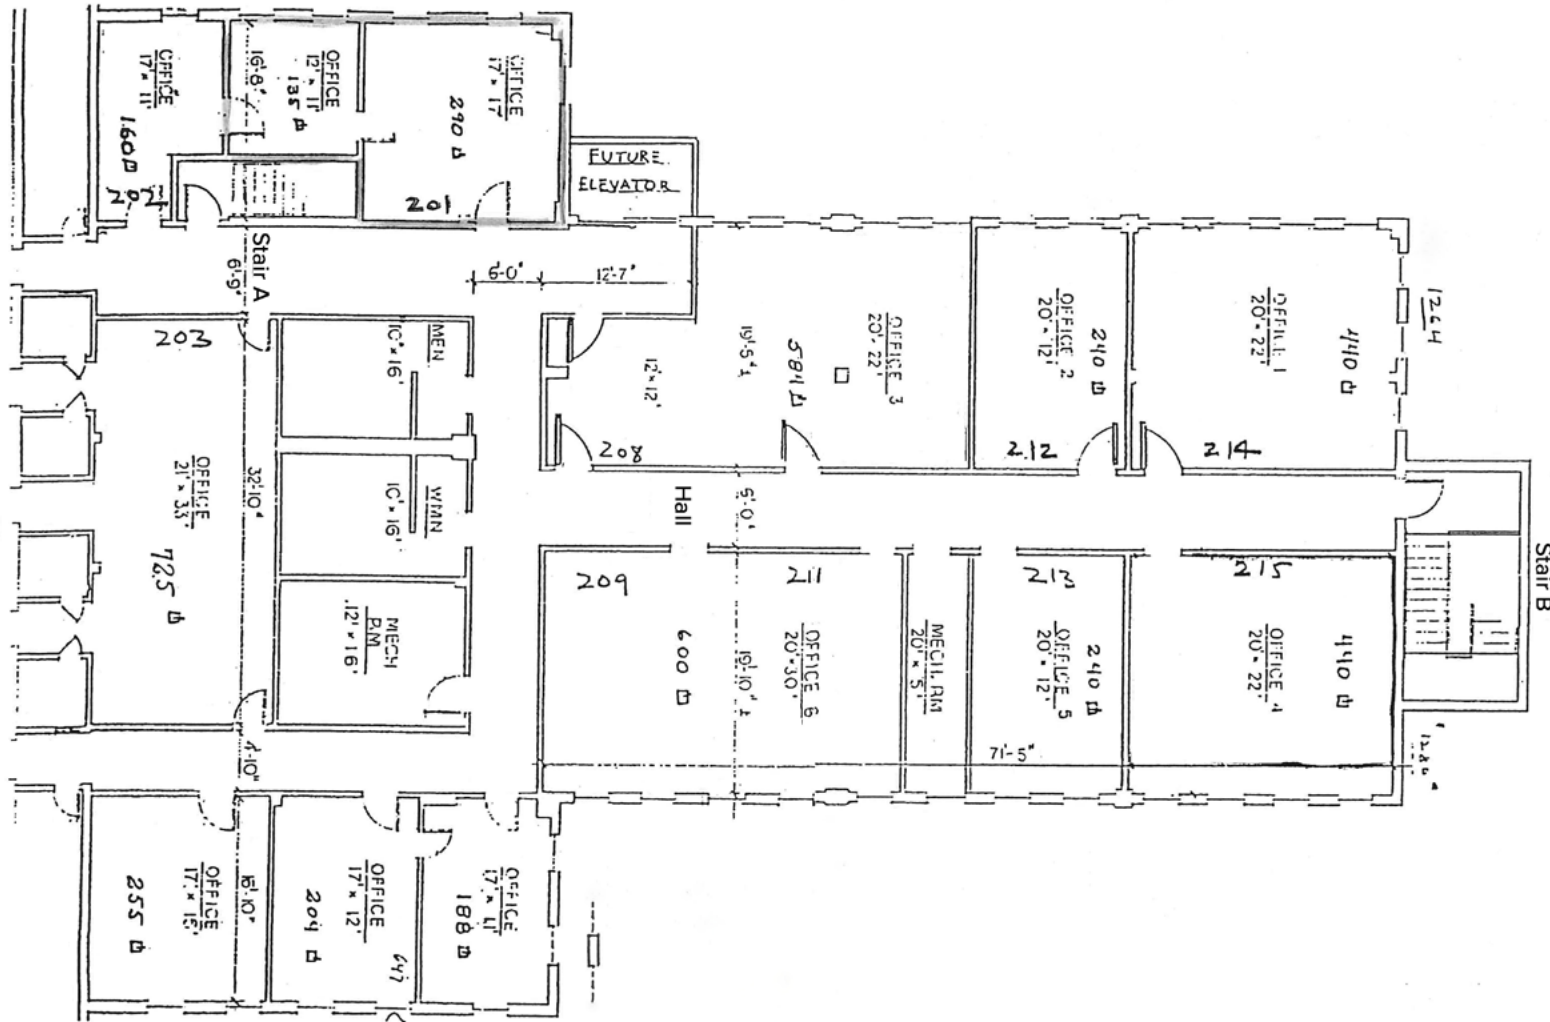 OFFICE
17' × 11'
160 ⏍
202
16'-8"
OFFICE
12' × 11'
135 ⏍
OFFICE
17' × 17'
290 ⏍
201
FUTURE
ELEVATOR
Stair A
6'-9"
6'-0"
12'-7"
203
OFFICE
21' × 33'
725 ⏍
32'-10"
MEN
10' × 16'
WMN
10' × 16'
MECH
RM
12' × 16'
12' × 12'
19'-5" ±
584 ⏍
OFFICE 3
20' × 22'
208
OFFICE 2
20' × 12'
240 ⏍
212
OFFICE 1
20' × 22'
440 ⏍
214
1264
Hall
5'-0"
Stair B
209
600 ⏍
211
OFFICE 6
20' × 30'
19'-10" ±
MECH. RM
20' × 5'
213
OFFICE 5
20' × 12'
240 ⏍
215
OFFICE 4
20' × 22'
440 ⏍
71'-5"
OFFICE
255 ⏍
16'-10"
OFFICE
17' × 12'
204 ⏍
647
OFFICE
17' × 11'
188 ⏍